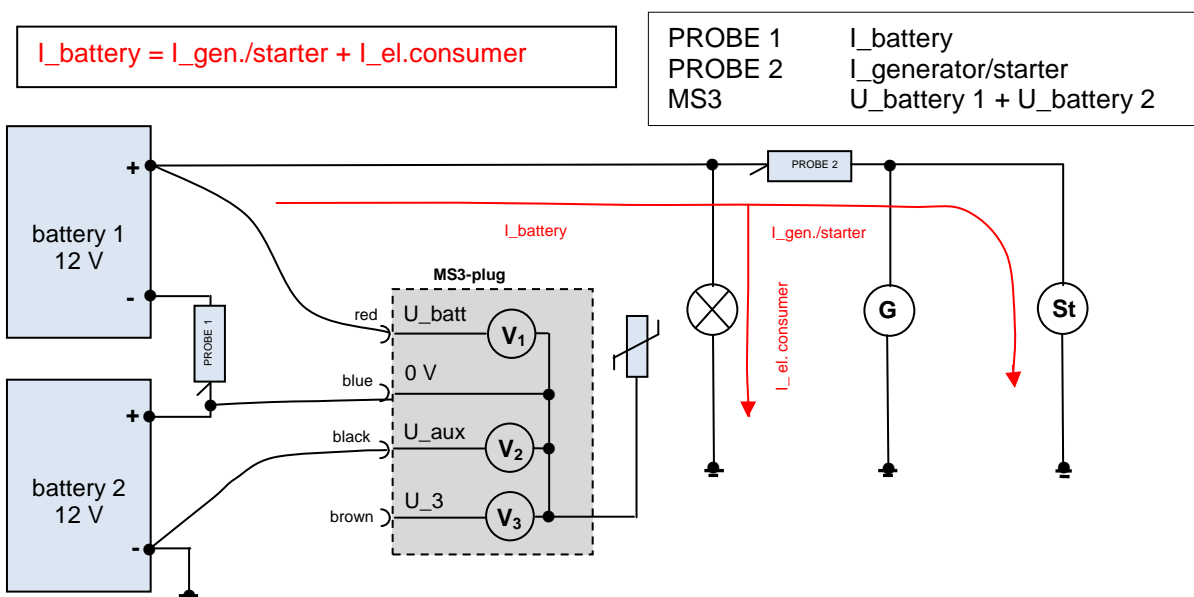 I_battery = I_gen./starter + I_el.consumer
PROBE 1 I_battery
PROBE 2 I_generator/starter
MS3 U_battery 1 + U_battery 2
+
battery 1
12 V
-
PROBE 1
+
battery 2
12 V
-
PROBE 2
I_battery
I_gen./starter
I_ el. consumer
MS3-plug
red
U_batt
V1
blue
0 V
black
U_aux
V2
brown
U_3
V3
G
St